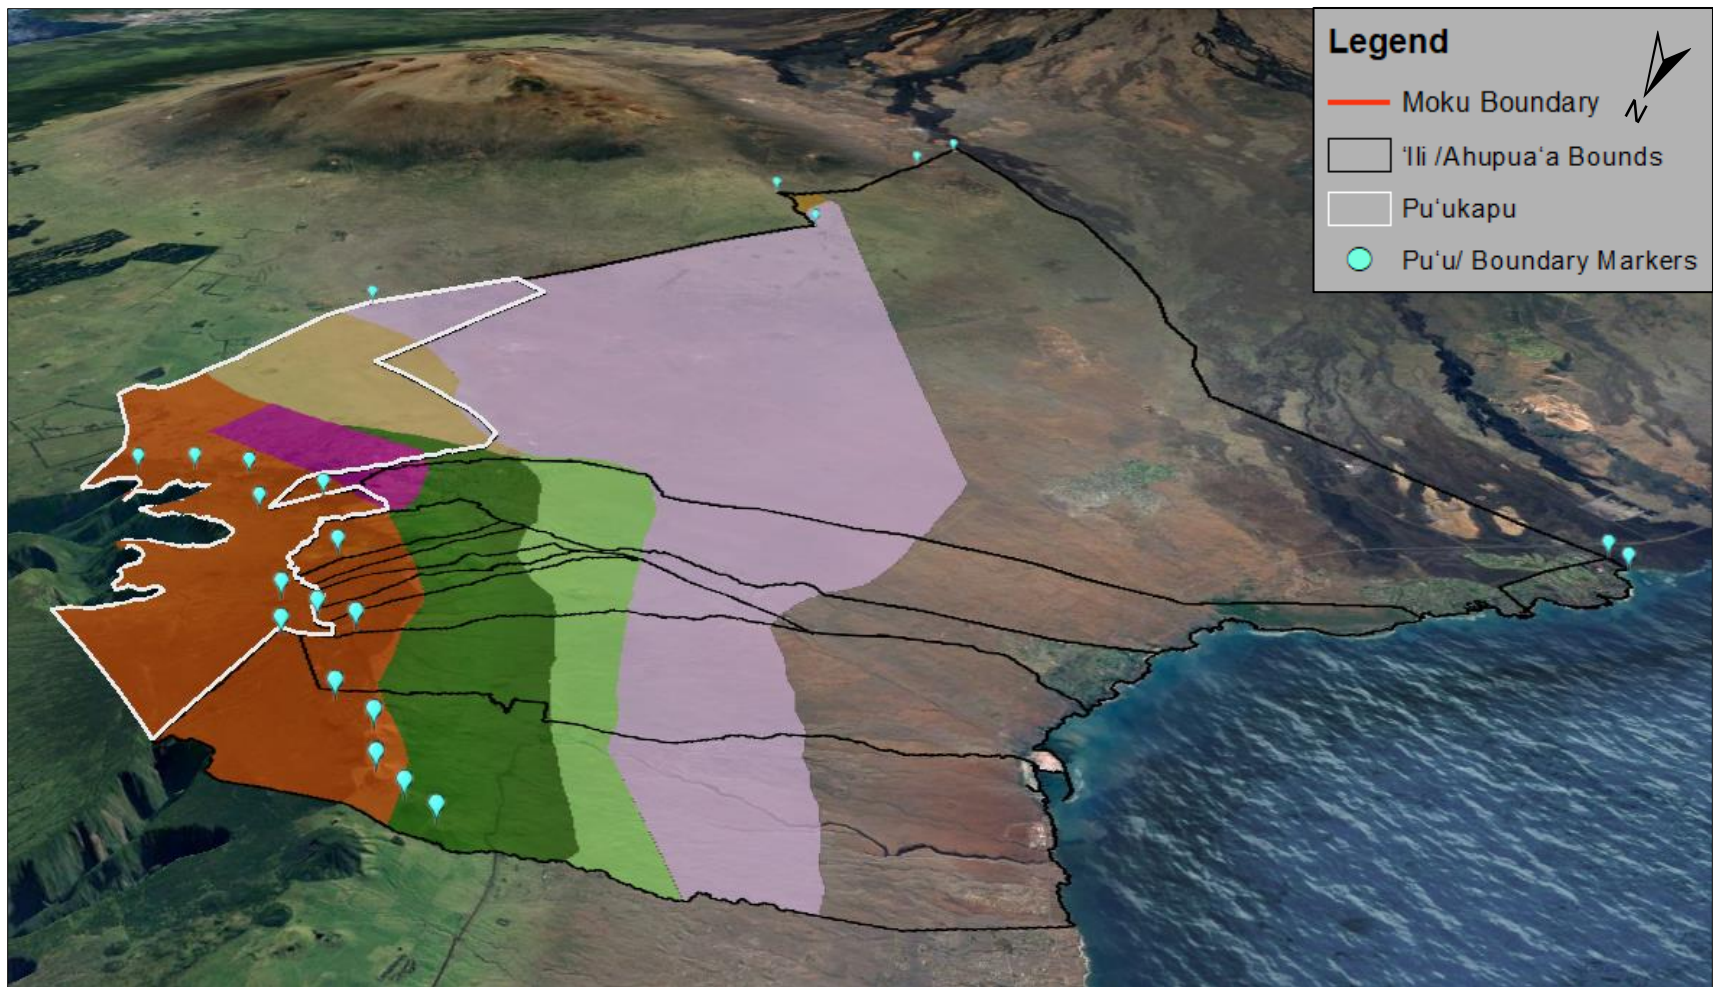 Legend
N
Moku Boundary
ʻIli /Ahupuaʻa Bounds
Puʻukapu
Puʻu/ Boundary Markers